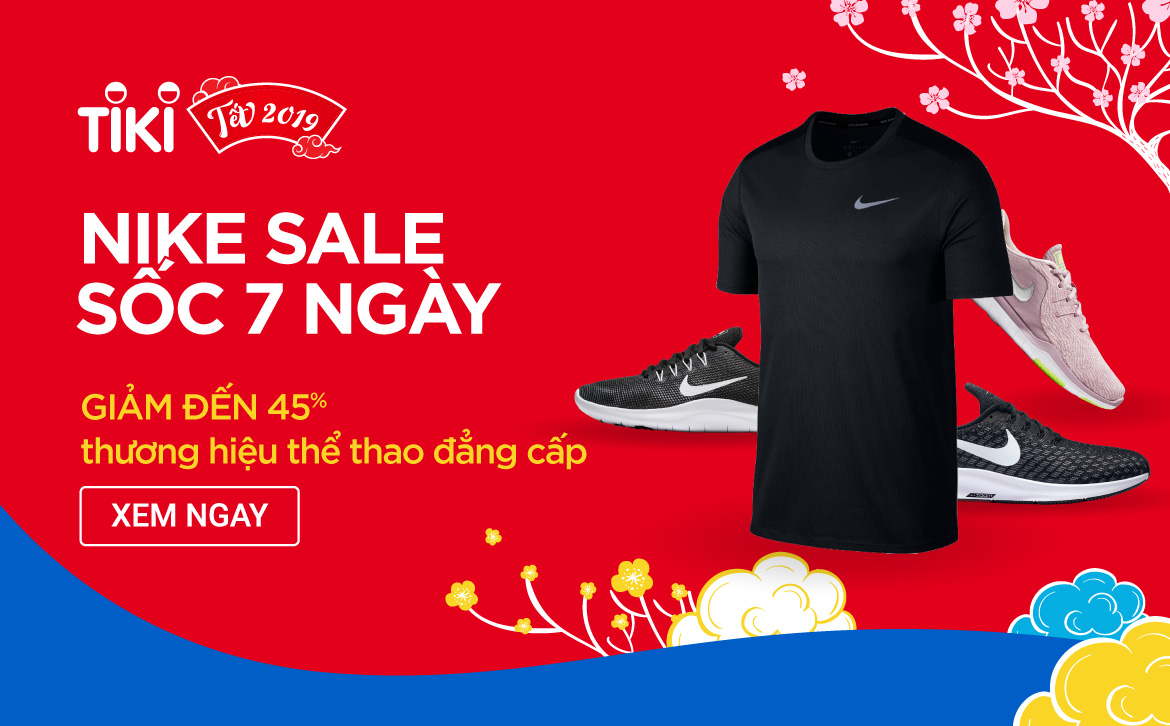 TiKi
Tết 2019
NIKE SALE
SỐC 7 NGÀY
GIẢM ĐẾN 45%
thương hiệu thể thao đẳng cấp
XEM NGAY